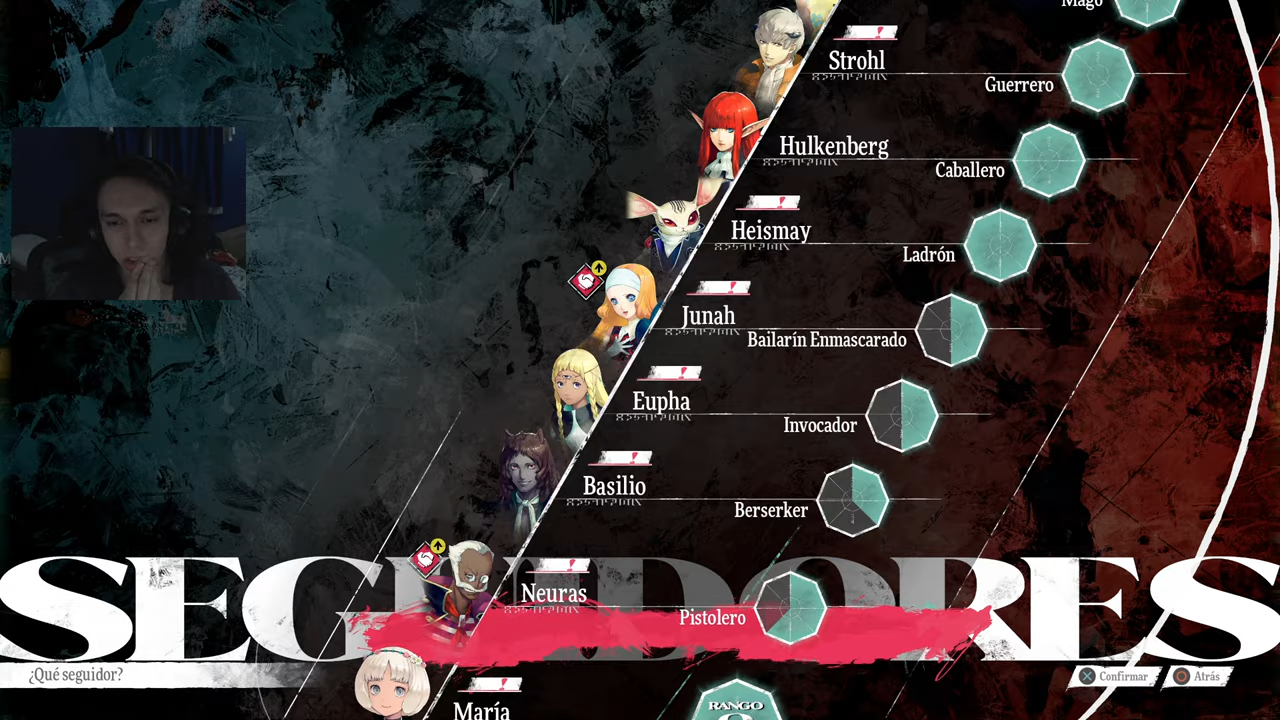 Mago
Strohl
Guerrero
Hulkenberg
Caballero
Heismay
Ladrón
Junah
Bailarín Enmascarado
Eupha
Invocador
Basilio
Berserker
SEGUIDORES
Neuras
Pistolero
¿Qué seguidor?
Confirmar
Atrás
María
RANGO